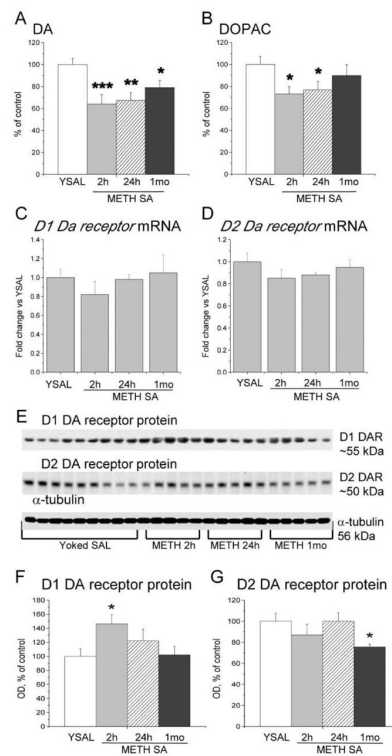 A
DA
% of control
120
100
80
60
40
20
0
***
**
*
YSAL 2h 24h 1mo
METH SA
B
DOPAC
% of control
120
100
80
60
40
20
0
*
*
YSAL 2h 24h 1mo
METH SA
C
D1 Da receptor mRNA
Fold change vs YSAL
1.4
1.2
1.0
0.8
0.6
0.4
0.2
0.0
YSAL 2h 24h 1mo
METH SA
D
D2 Da receptor mRNA
Fold change vs YSAL
1.2
1.0
0.8
0.6
0.4
0.2
0.0
YSAL 2h 24h 1mo
METH SA
E
D1 DA receptor protein
D1 DAR
~55 kDa
D2 DA receptor protein
D2 DAR
~50 kDa
α-tubulin
α-tubulin
56 kDa
Yoked SAL METH 2h METH 24h METH 1mo
F
D1 DA receptor protein
OD, % of control
200
180
160
140
120
100
80
60
40
20
0
*
YSAL 2h 24h 1mo
METH SA
G
D2 DA receptor protein
OD, % of control
120
100
80
60
40
20
0
*
YSAL 2h 24h 1mo
METH SA